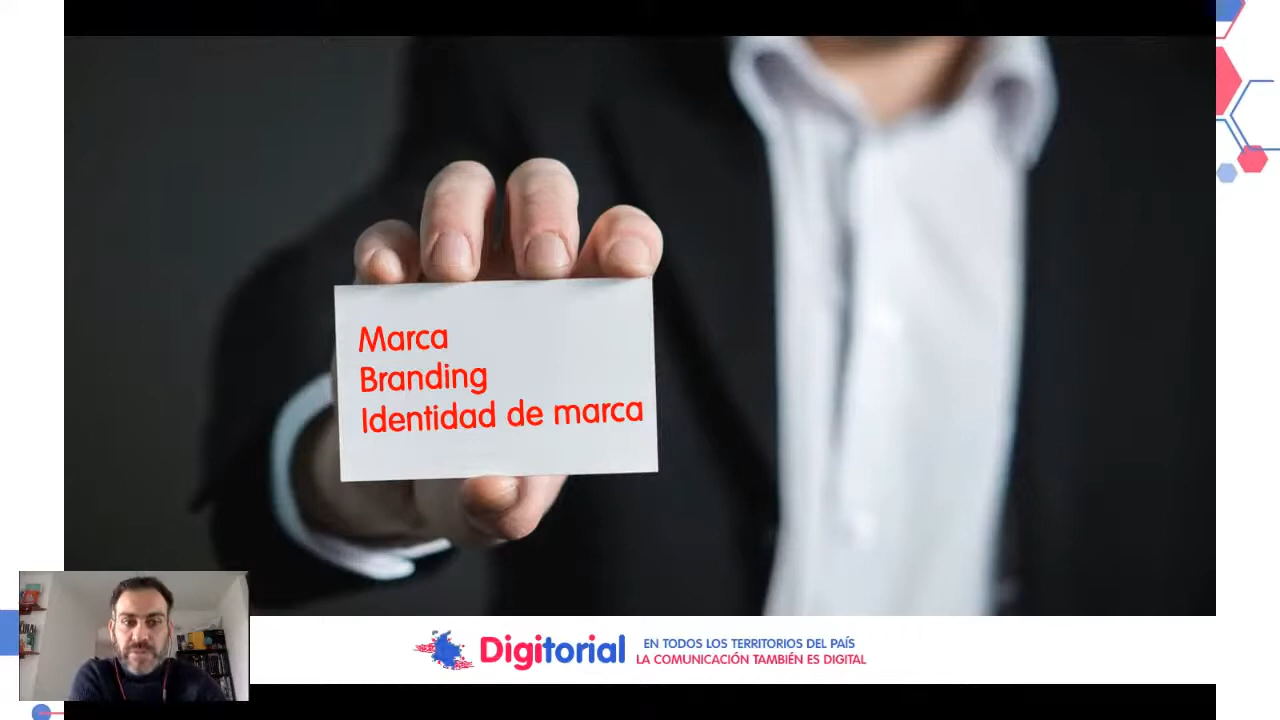 Marca
Branding
Identidad de marca
Digitorial
EN TODOS LOS TERRITORIOS DEL PAÍS
LA COMUNICACIÓN TAMBIÉN ES DIGITAL